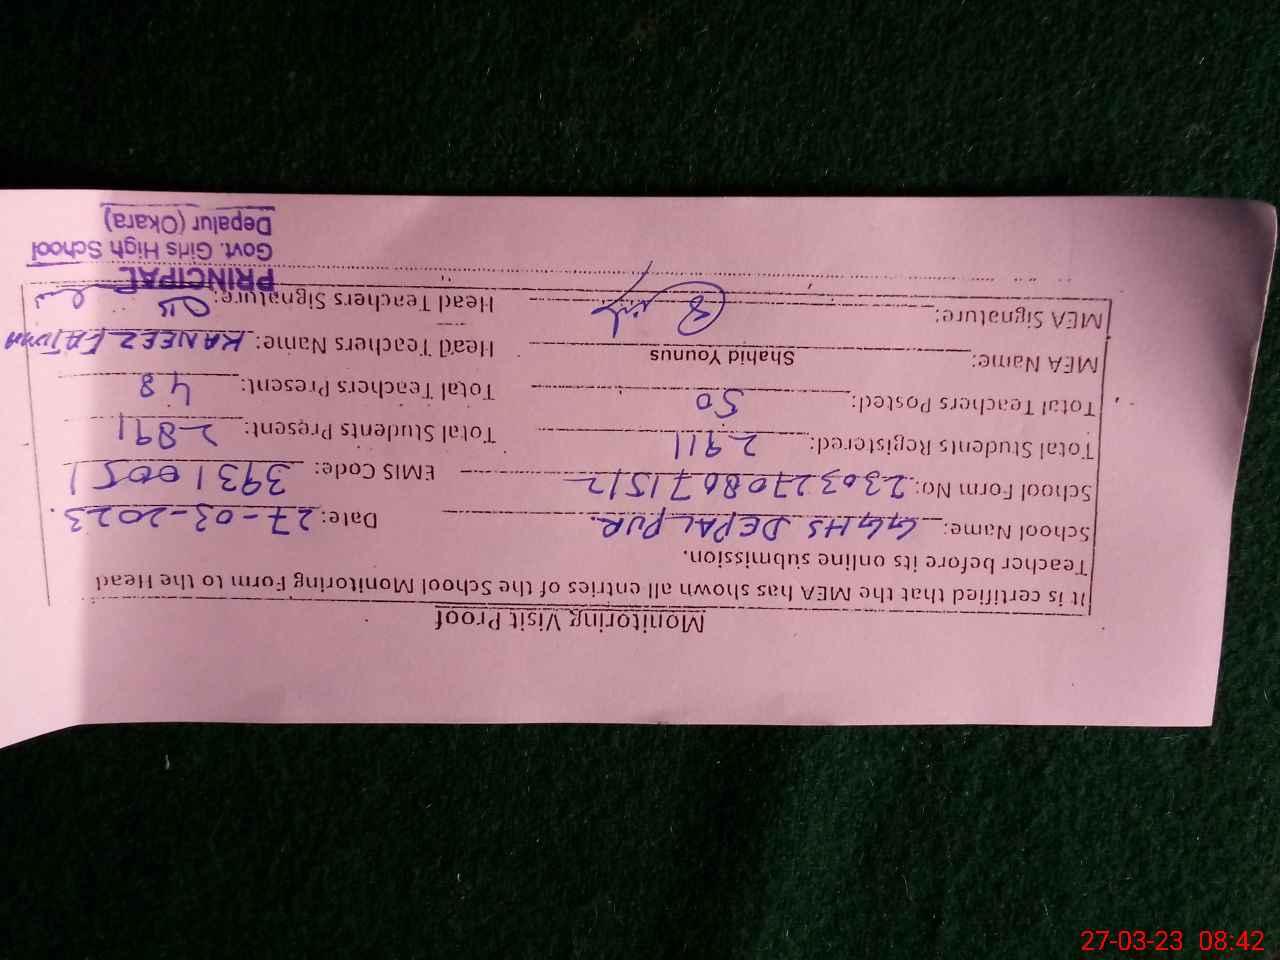 Monitoring Visit Proof
It is certified that the MEA has shown all entries of the School Monitoring Form to the Head
Teacher before its online submission.
School Name: GGHS DEPALPUR. Date: 27-03-2023
School Form No: 230327080671512 EMIS Code: 39310051
Total Students Registered: 2911 Total Students Present: 2891
Total Teachers Posted: 50 Total Teachers Present: 48
MEA Name: Shahid Younus Head Teachers Name: KANEEZ FATIMA
MEA Signature: Head Teachers Signature:
PRINCIPAL
Govt. Girls High School
Depalur (Okara)
27-03-23 08:42